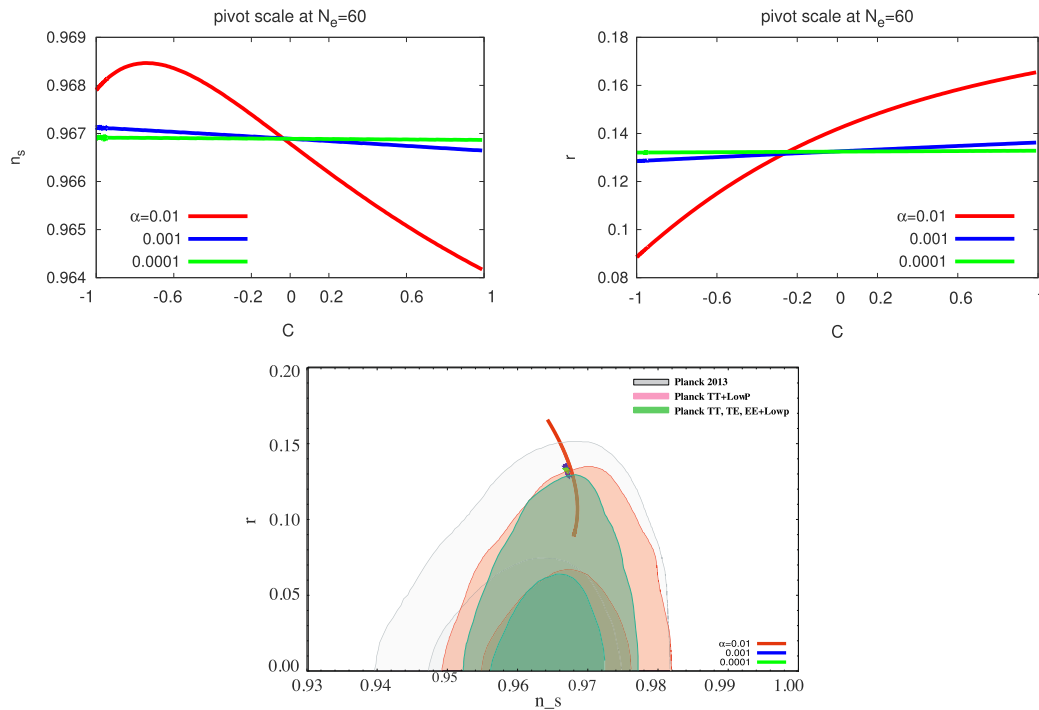 pivot scale at N_e=60
0.969
0.968
0.967
0.966
0.965
0.964
n_s
α=0.01
0.001
0.0001
-1 -0.6 -0.2 0 0.2 0.6 1
C
pivot scale at N_e=60
0.18
0.16
0.14
0.12
0.1
0.08
r
α=0.01
0.001
0.0001
-1 -0.6 -0.2 0 0.2 0.6 1
C
0.20
0.15
0.10
0.05
0.00
r
Planck 2013
Planck TT+LowP
Planck TT, TE, EE+Lowp
α=0.01
0.001
0.0001
0.93 0.94 0.95 0.96 0.97 0.98 0.99 1.00
n_s